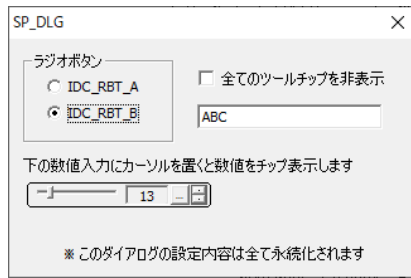 SP_DLG
ラジオボタン
IDC_RBT_A
IDC_RBT_B
全てのツールチップを非表示
ABC
下の数値入力にカーソルを置くと数値をチップ表示します
13
...
※ このダイアログの設定内容は全て永続化されます